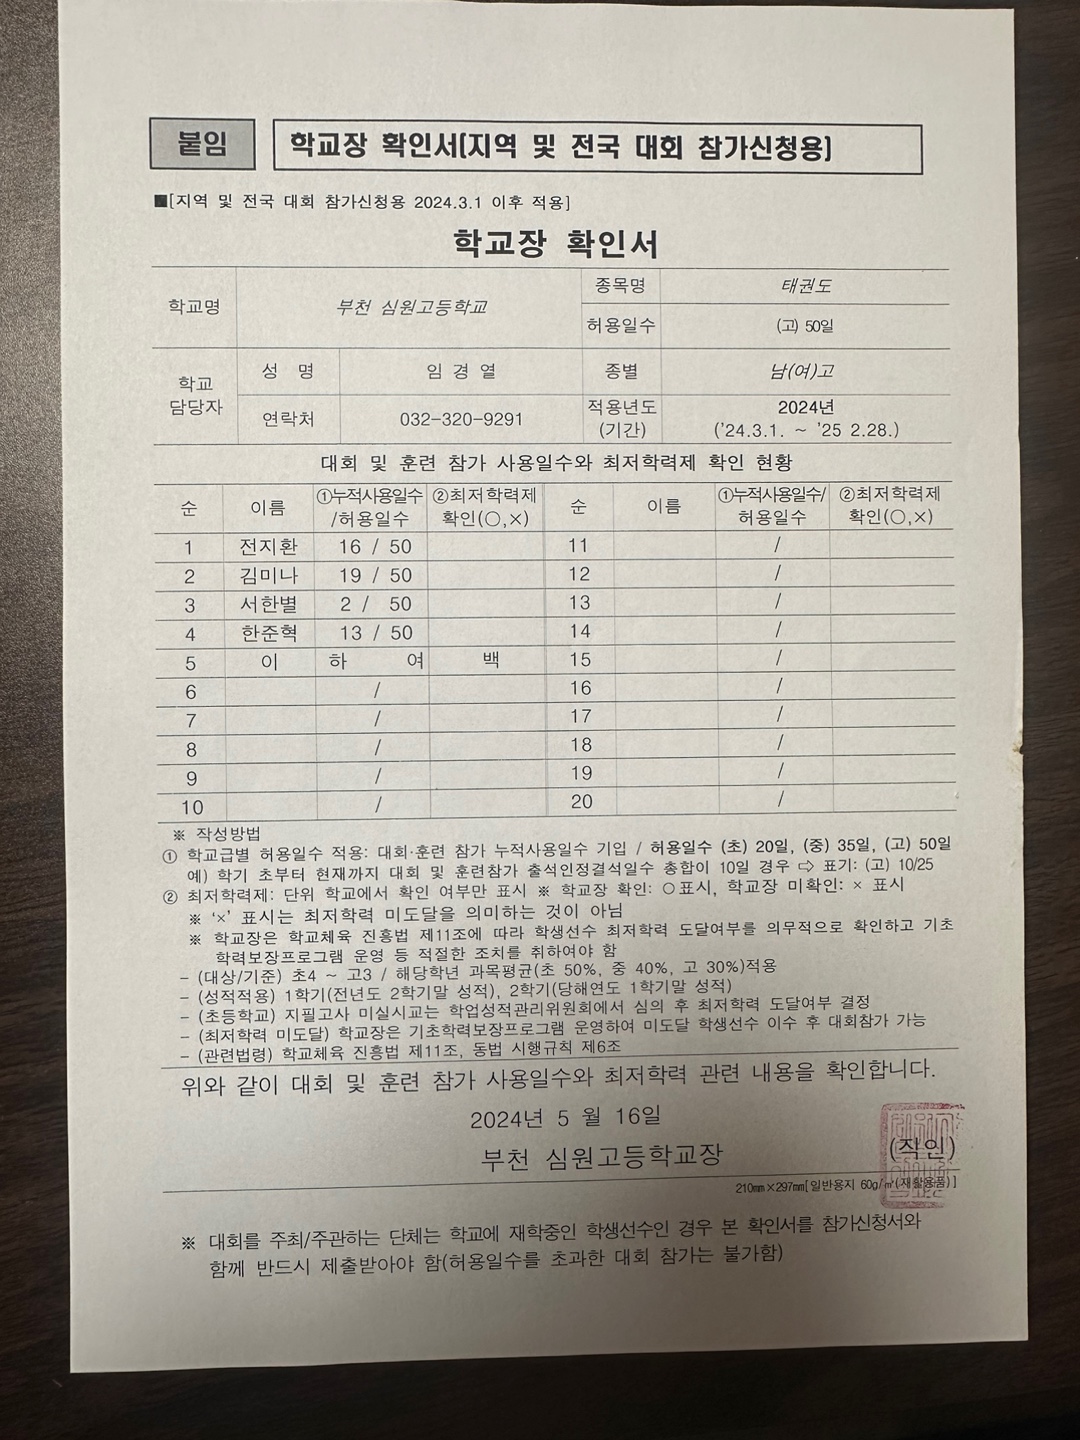 붙임 학교장 확인서[지역 및 전국 대회 참가신청용]
■[지역 및 전국 대회 참가신청용 2024.3.1 이후 적용]
학교장 확인서
학교명 부천 심원고등학교 종목명 태권도
허용일수 (고) 50일
학교 담당자 성 명 임 경 열 종별 남(여)고
연락처 032-320-9291 적용년도 (기간) 2024년 ('24.3.1. ~ '25 2.28.)
대회 및 훈련 참가 사용일수와 최저학력제 확인 현황
순 이름 ①누적사용일수/허용일수 ②최저학력제 확인(○,×) 순 이름 ①누적사용일수/허용일수 ②최저학력제 확인(○,×)
1 전지환 16 / 50 11 /
2 김미나 19 / 50 12 /
3 서한별 2 / 50 13 /
4 한준혁 13 / 50 14 /
5 이 하 여 백 15 /
6 / 16 /
7 / 17 /
8 / 18 /
9 / 19 /
10 / 20 /
※ 작성방법
① 학교급별 허용일수 적용: 대회·훈련 참가 누적사용일수 기입 / 허용일수 (초) 20일, (중) 35일, (고) 50일
예) 학기 초부터 현재까지 대회 및 훈련참가 출석인정결석일수 총합이 10일 경우 ⇨ 표기: (고) 10/25
② 최저학력제: 단위 학교에서 확인 여부만 표시 ※ 학교장 확인: ○표시, 학교장 미확인: × 표시
※ '×' 표시는 최저학력 미도달을 의미하는 것이 아님
※ 학교장은 학교체육 진흥법 제11조에 따라 학생선수 최저학력 도달여부를 의무적으로 확인하고 기초
학력보장프로그램 운영 등 적절한 조치를 취하여야 함
- (대상/기준) 초4 ~ 고3 / 해당학년 과목평균(초 50%, 중 40%, 고 30%)적용
- (성적적용) 1학기(전년도 2학기말 성적), 2학기(당해연도 1학기말 성적)
- (초등학교) 지필고사 미실시교는 학업성적관리위원회에서 심의 후 최저학력 도달여부 결정
- (최저학력 미도달) 학교장은 기초학력보장프로그램 운영하여 미도달 학생선수 이수 후 대회참가 가능
- (관련법령) 학교체육 진흥법 제11조, 동법 시행규칙 제6조
위와 같이 대회 및 훈련 참가 사용일수와 최저학력 관련 내용을 확인합니다.
2024년 5 월 16일
부천 심원고등학교장 (직인)
210㎜×297㎜[일반용지 60g/㎡(재활용품)]
※ 대회를 주최/주관하는 단체는 학교에 재학중인 학생선수인 경우 본 확인서를 참가신청서와
함께 반드시 제출받아야 함(허용일수를 초과한 대회 참가는 불가함)